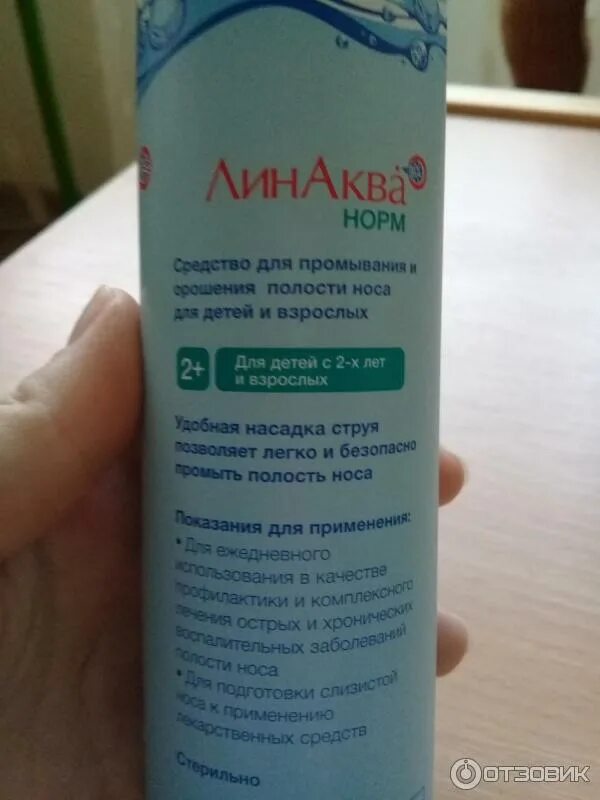 ЛинАква
НОРМ
Средство для промывания и
орошения полости носа
для детей и взрослых
2+
Для детей с 2-х лет
и взрослых
Удобная насадка струя
позволяет легко и безопасно
промыть полость носа
Показания для применения:
• Для ежедневного
использования в качестве
профилактики и комплексного
лечения острых и хронических
воспалительных заболеваний
полости носа
• Для подготовки слизистой
носа к применению
лекарственных средств
Стерильно
ОТЗОВИК